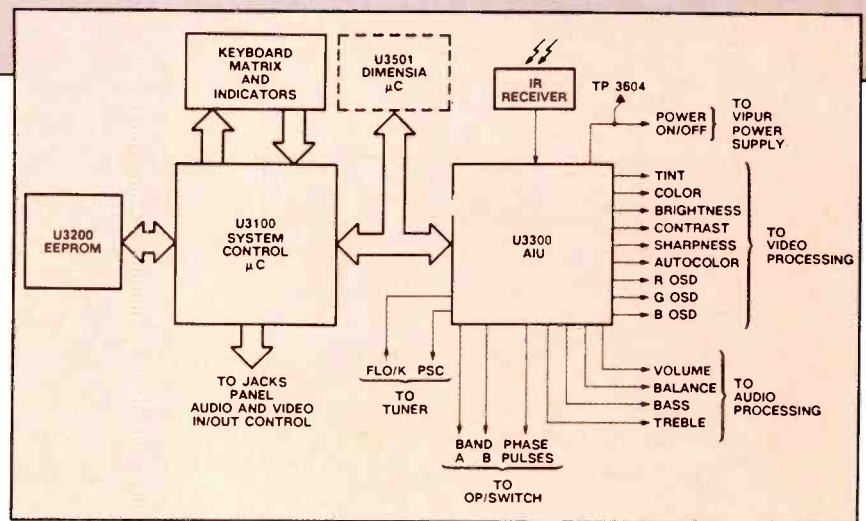 KEYBOARD
MATRIX
AND
INDICATORS
U3501
DIMENSIA
μC
IR
RECEIVER
TP 3604
POWER
ON/OFF
TO
VIPUR
POWER
SUPPLY
U3200
EEPROM
U3100
SYSTEM
CONTROL
μC
U3300
AIU
TINT
COLOR
BRIGHTNESS
CONTRAST
SHARPNESS
AUTOCOLOR
R OSD
G OSD
B OSD
TO
VIDEO
PROCESSING
TO JACKS
PANEL
AUDIO AND VIDEO
IN/OUT CONTROL
FLO/K PSC
TO
TUNER
BAND PHASE
A B PULSES
TO
OP/SWITCH
VOLUME
BALANCE
BASS
TREBLE
TO
AUDIO
PROCESSING